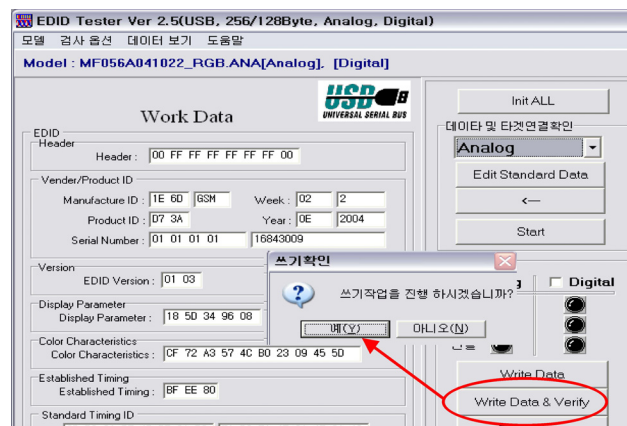 EDID Tester Ver 2.5(USB, 256/128Byte, Analog, Digital)
모델 검사 옵션 데이터 보기 도움말
Model : MF056A041022_RGB.ANA[Analog], [Digital]
Work Data
USB
UNIVERSAL SERIAL BUS
EDID
Header
Header : 00 FF FF FF FF FF FF 00
Vender/Product ID
Manufacture ID : 1E 6D GSM Week : 02 2
Product ID : D7 3A Year : 0E 2004
Serial Number : 01 01 01 01 16843009
Version
EDID Version : 01 03
Display Parameter
Display Parameter : 18 5D 34 96 08
Color Characteristics
Color Characteristics : CF 72 A3 57 4C B0 23 09 45 5D
Established Timing
Established Timing : BF EE 80
Standard Timing ID
Init ALL
데이타 및 타겟연결확인
Analog
Edit Standard Data
<—
Start
쓰기확인
쓰기작업을 진행 하시겠습니까?
예(Y) 아니오(N)
Digital
Write Data
Write Data & Verify